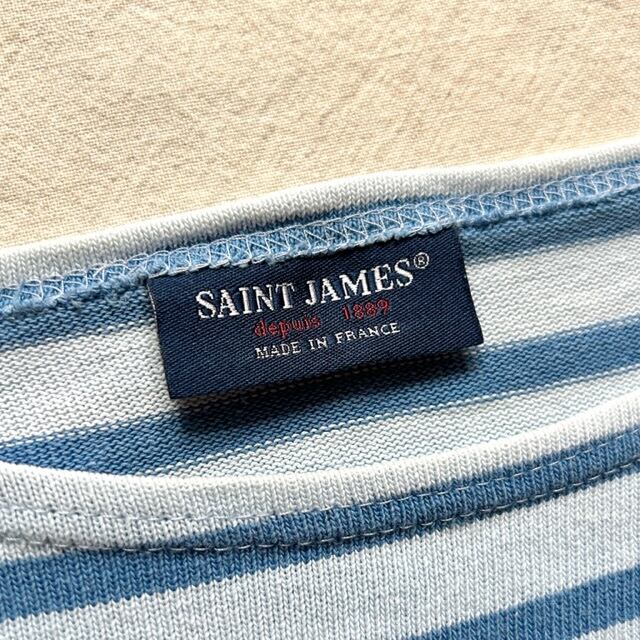 SAINT JAMES®
depuis 1889
MADE IN FRANCE